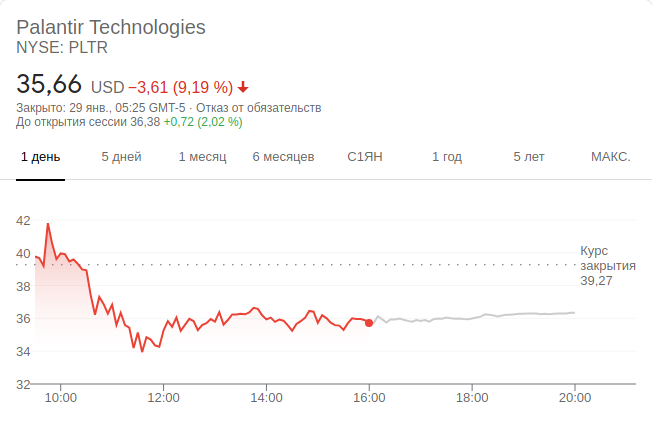 Palantir Technologies
NYSE: PLTR
35,66 USD −3,61 (9,19 %)
Закрыто: 29 янв., 05:25 GMT-5 · Отказ от обязательств
До открытия сессии 36,38 +0,72 (2,02 %)
1 день 5 дней 1 месяц 6 месяцев С1ЯН 1 год 5 лет МАКС.
42
40
38
36
34
32
Курс
закрытия
39,27
10:00 12:00 14:00 16:00 18:00 20:00